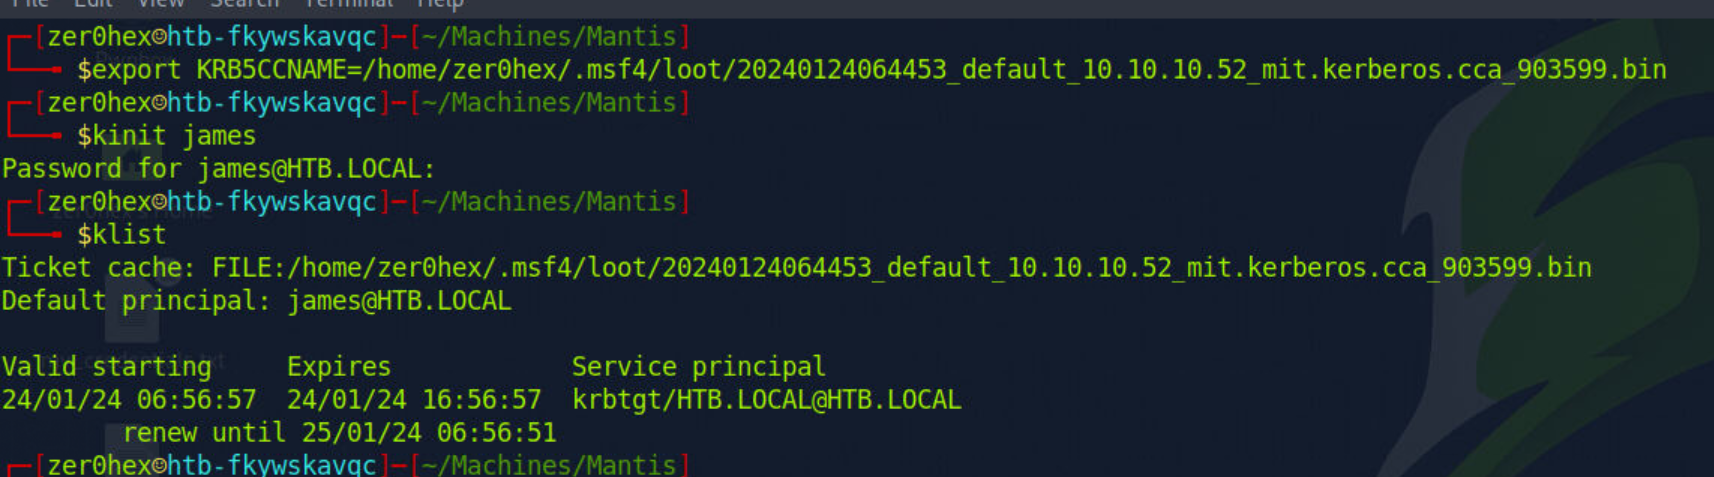 File Edit View Search Terminal Help
[zer0hex☺htb-fkywskavqc]─[~/Machines/Mantis]
$export KRB5CCNAME=/home/zer0hex/.msf4/loot/20240124064453_default_10.10.10.52_mit.kerberos.cca_903599.bin
[zer0hex☺htb-fkywskavqc]─[~/Machines/Mantis]
$kinit james
Password for james@HTB.LOCAL:
[zer0hex☺htb-fkywskavqc]─[~/Machines/Mantis]
$klist
Ticket cache: FILE:/home/zer0hex/.msf4/loot/20240124064453_default_10.10.10.52_mit.kerberos.cca_903599.bin
Default principal: james@HTB.LOCAL
Valid starting Expires Service principal
24/01/24 06:56:57 24/01/24 16:56:57 krbtgt/HTB.LOCAL@HTB.LOCAL
renew until 25/01/24 06:56:51
[zer0hex☺htb-fkywskavqc]─[~/Machines/Mantis]